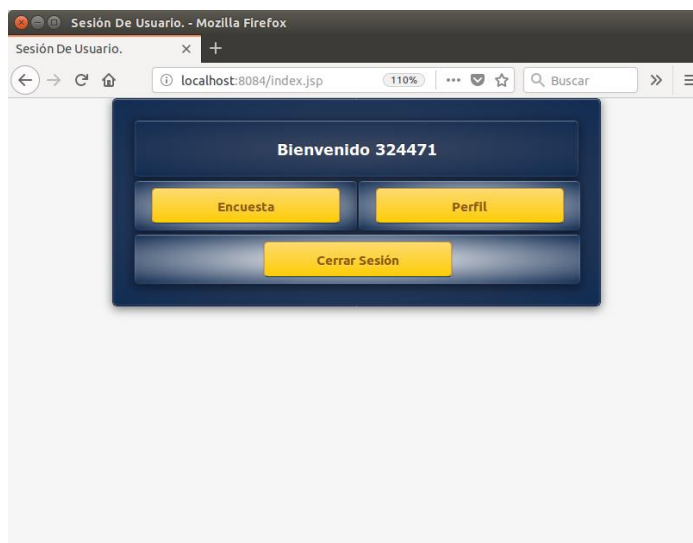 Sesión De Usuario. - Mozilla Firefox
Sesión De Usuario.
localhost:8084/index.jsp 110% Buscar
Bienvenido 324471
Encuesta Perfil
Cerrar Sesión